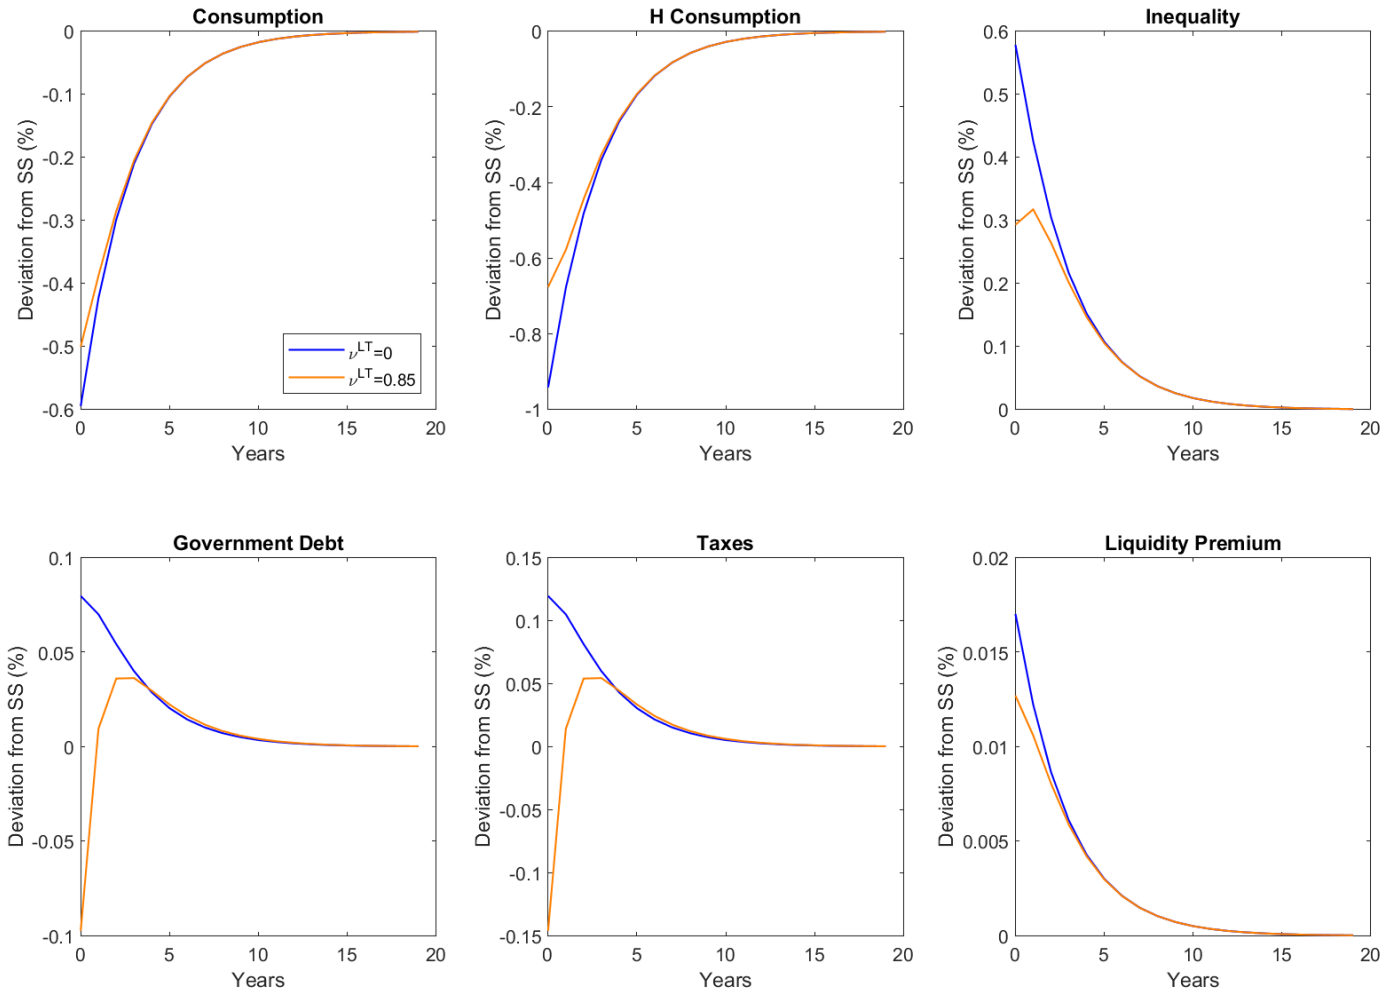 Consumption
0
-0.1
-0.2
-0.3
-0.4
-0.5
-0.6
Deviation from SS (%)
0 5 10 15 20
Years
νᴸᵀ=0
νᴸᵀ=0.85
H Consumption
0
-0.2
-0.4
-0.6
-0.8
-1
Deviation from SS (%)
0 5 10 15 20
Years
Inequality
0.6
0.5
0.4
0.3
0.2
0.1
0
Deviation from SS (%)
0 5 10 15 20
Years
Government Debt
0.1
0.05
0
-0.05
-0.1
Deviation from SS (%)
0 5 10 15 20
Years
Taxes
0.15
0.1
0.05
0
-0.05
-0.1
-0.15
Deviation from SS (%)
0 5 10 15 20
Years
Liquidity Premium
0.02
0.015
0.01
0.005
0
Deviation from SS (%)
0 5 10 15 20
Years